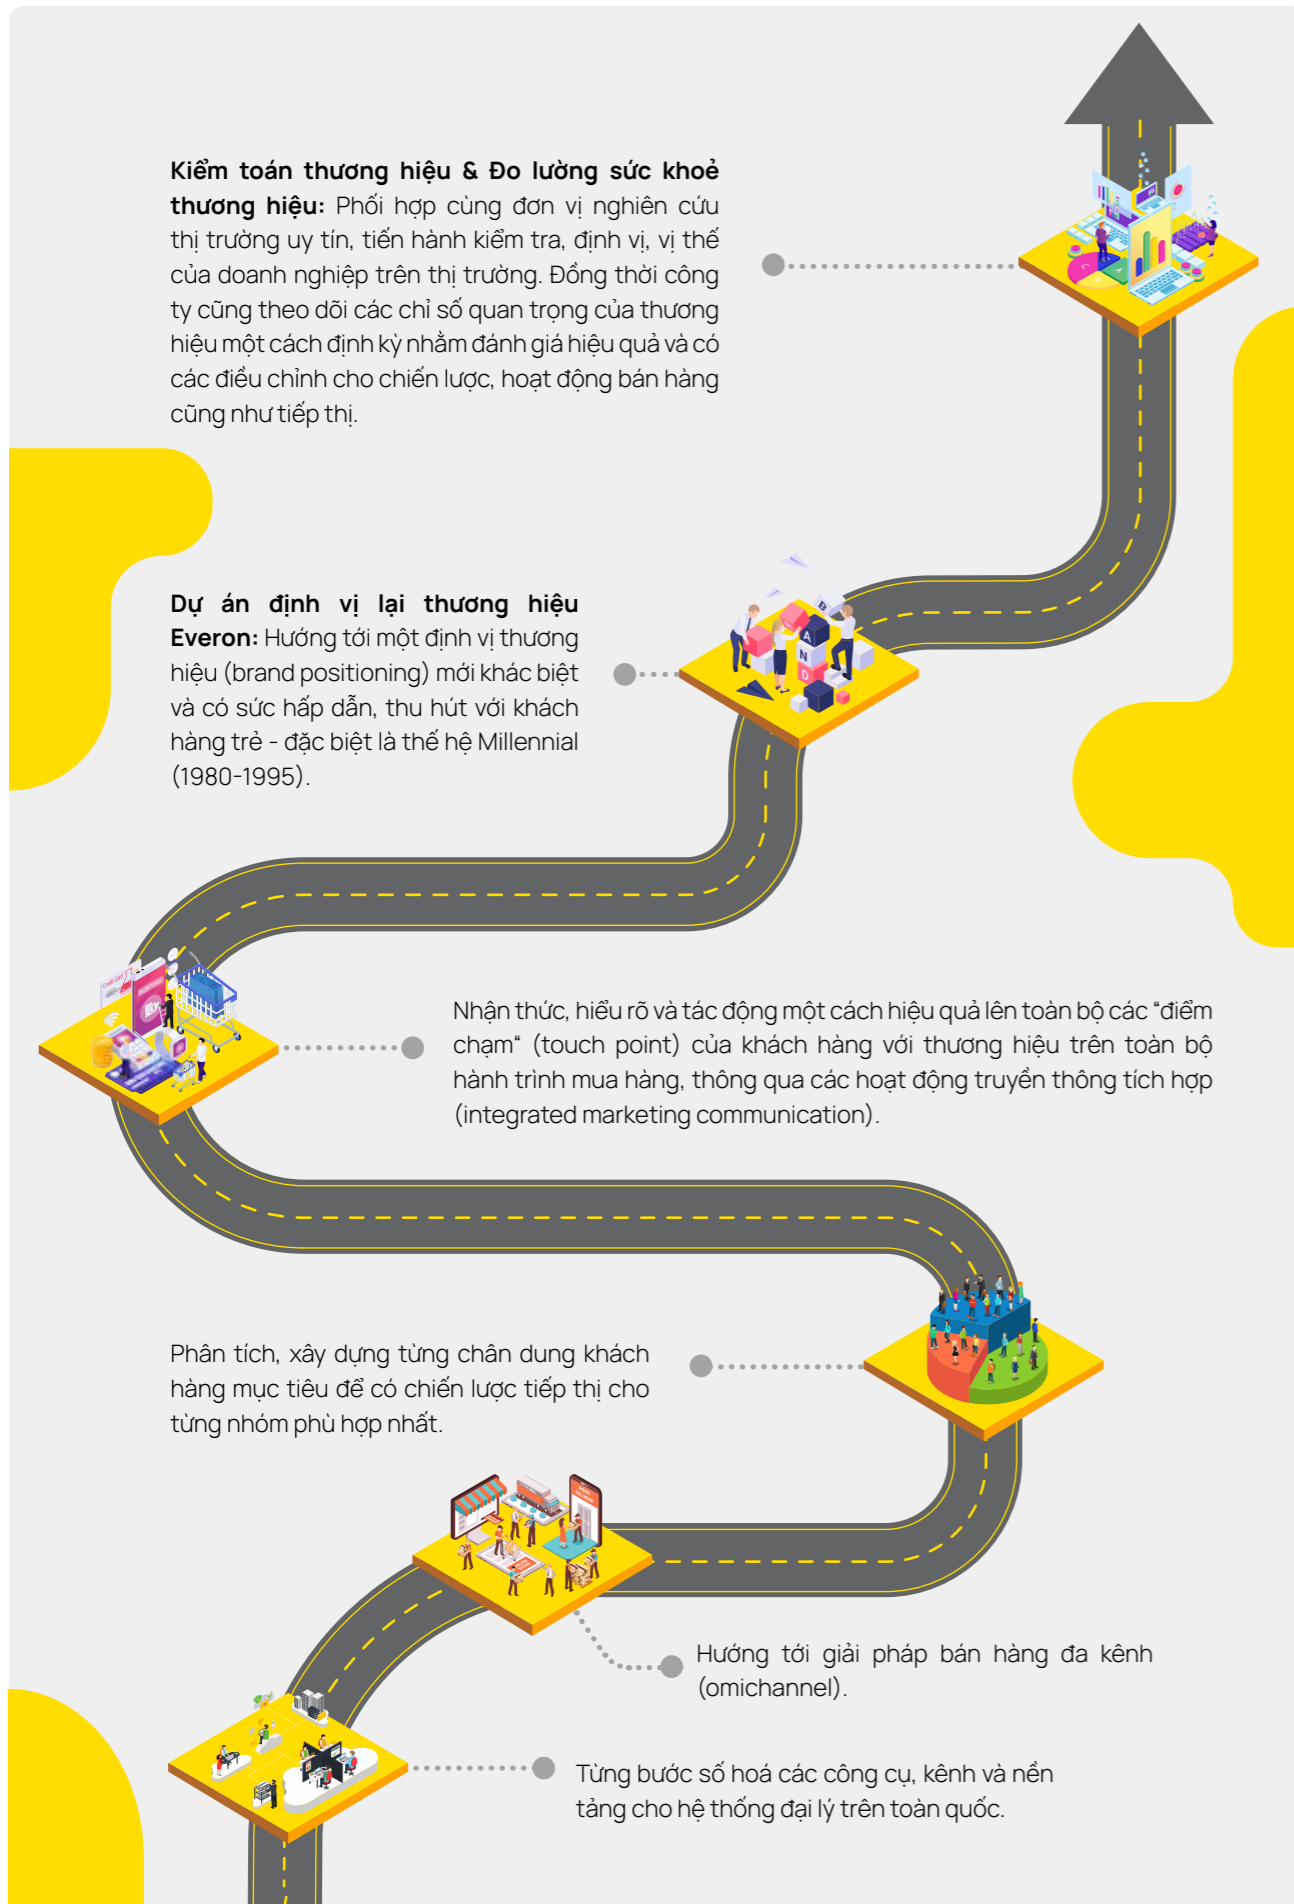 Kiểm toán thương hiệu & Đo lường sức khoẻ
thương hiệu: Phối hợp cùng đơn vị nghiên cứu
thị trường uy tín, tiến hành kiểm tra, định vị, vị thế
của doanh nghiệp trên thị trường. Đồng thời công
ty cũng theo dõi các chỉ số quan trọng của thương
hiệu một cách định kỳ nhằm đánh giá hiệu quả và có
các điều chỉnh cho chiến lược, hoạt động bán hàng
cũng như tiếp thị.
Dự án định vị lại thương hiệu
Everon: Hướng tới một định vị thương
hiệu (brand positioning) mới khác biệt
và có sức hấp dẫn, thu hút với khách
hàng trẻ - đặc biệt là thế hệ Millennial
(1980-1995).
B
A
N
D
Nhận thức, hiểu rõ và tác động một cách hiệu quả lên toàn bộ các “điểm
chạm“ (touch point) của khách hàng với thương hiệu trên toàn bộ
hành trình mua hàng, thông qua các hoạt động truyền thông tích hợp
(integrated marketing communication).
Phân tích, xây dựng từng chân dung khách
hàng mục tiêu để có chiến lược tiếp thị cho
từng nhóm phù hợp nhất.
Hướng tới giải pháp bán hàng đa kênh
(omichannel).
Từng bước số hoá các công cụ, kênh và nền
tảng cho hệ thống đại lý trên toàn quốc.